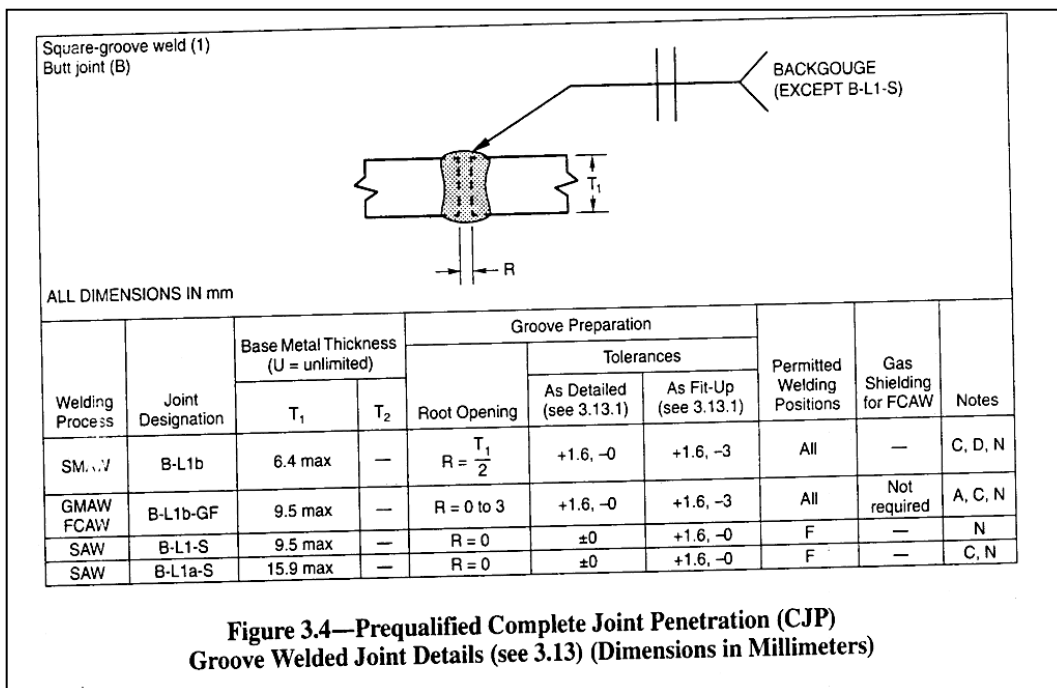 Square-groove weld (1)
Butt joint (B)
BACKGOUGE
(EXCEPT B-L1-S)
T1
R
ALL DIMENSIONS IN mm
Welding Process
Joint Designation
Base Metal Thickness (U = unlimited)
T1
T2
Groove Preparation
Root Opening
Tolerances
As Detailed (see 3.13.1)
As Fit-Up (see 3.13.1)
Permitted Welding Positions
Gas Shielding for FCAW
Notes
B-L1b 6.4 max — R = T1/2 +1.6, –0 +1.6, –3 All — C, D, N
GMAW FCAW B-L1b-GF 9.5 max — R = 0 to 3 +1.6, –0 +1.6, –3 All Not required A, C, N
SAW B-L1-S 9.5 max — R = 0 ±0 +1.6, –0 F — N
SAW B-L1a-S 15.9 max — R = 0 ±0 +1.6, –0 F — C, N
Figure 3.4—Prequalified Complete Joint Penetration (CJP)
Groove Welded Joint Details (see 3.13) (Dimensions in Millimeters)